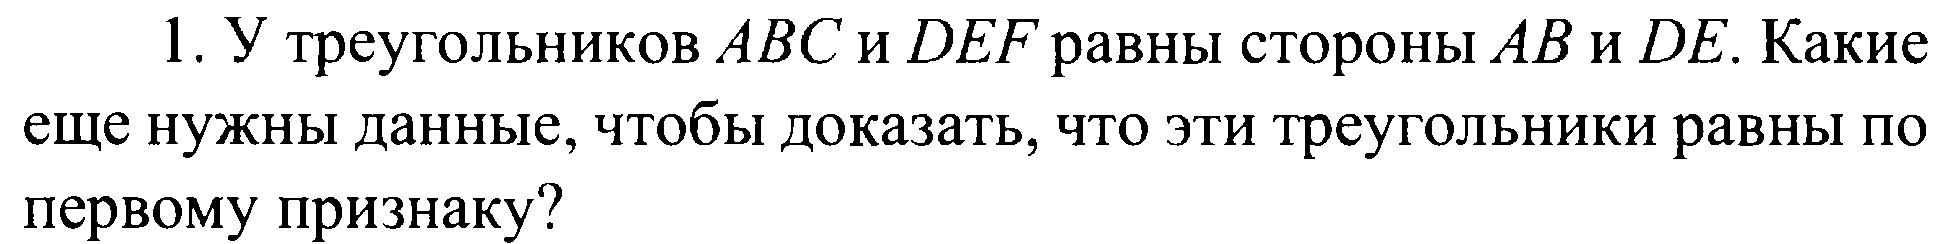 1. У треугольников ABC и DEF равны стороны AB и DE. Какие
еще нужны данные, чтобы доказать, что эти треугольники равны по
первому признаку?